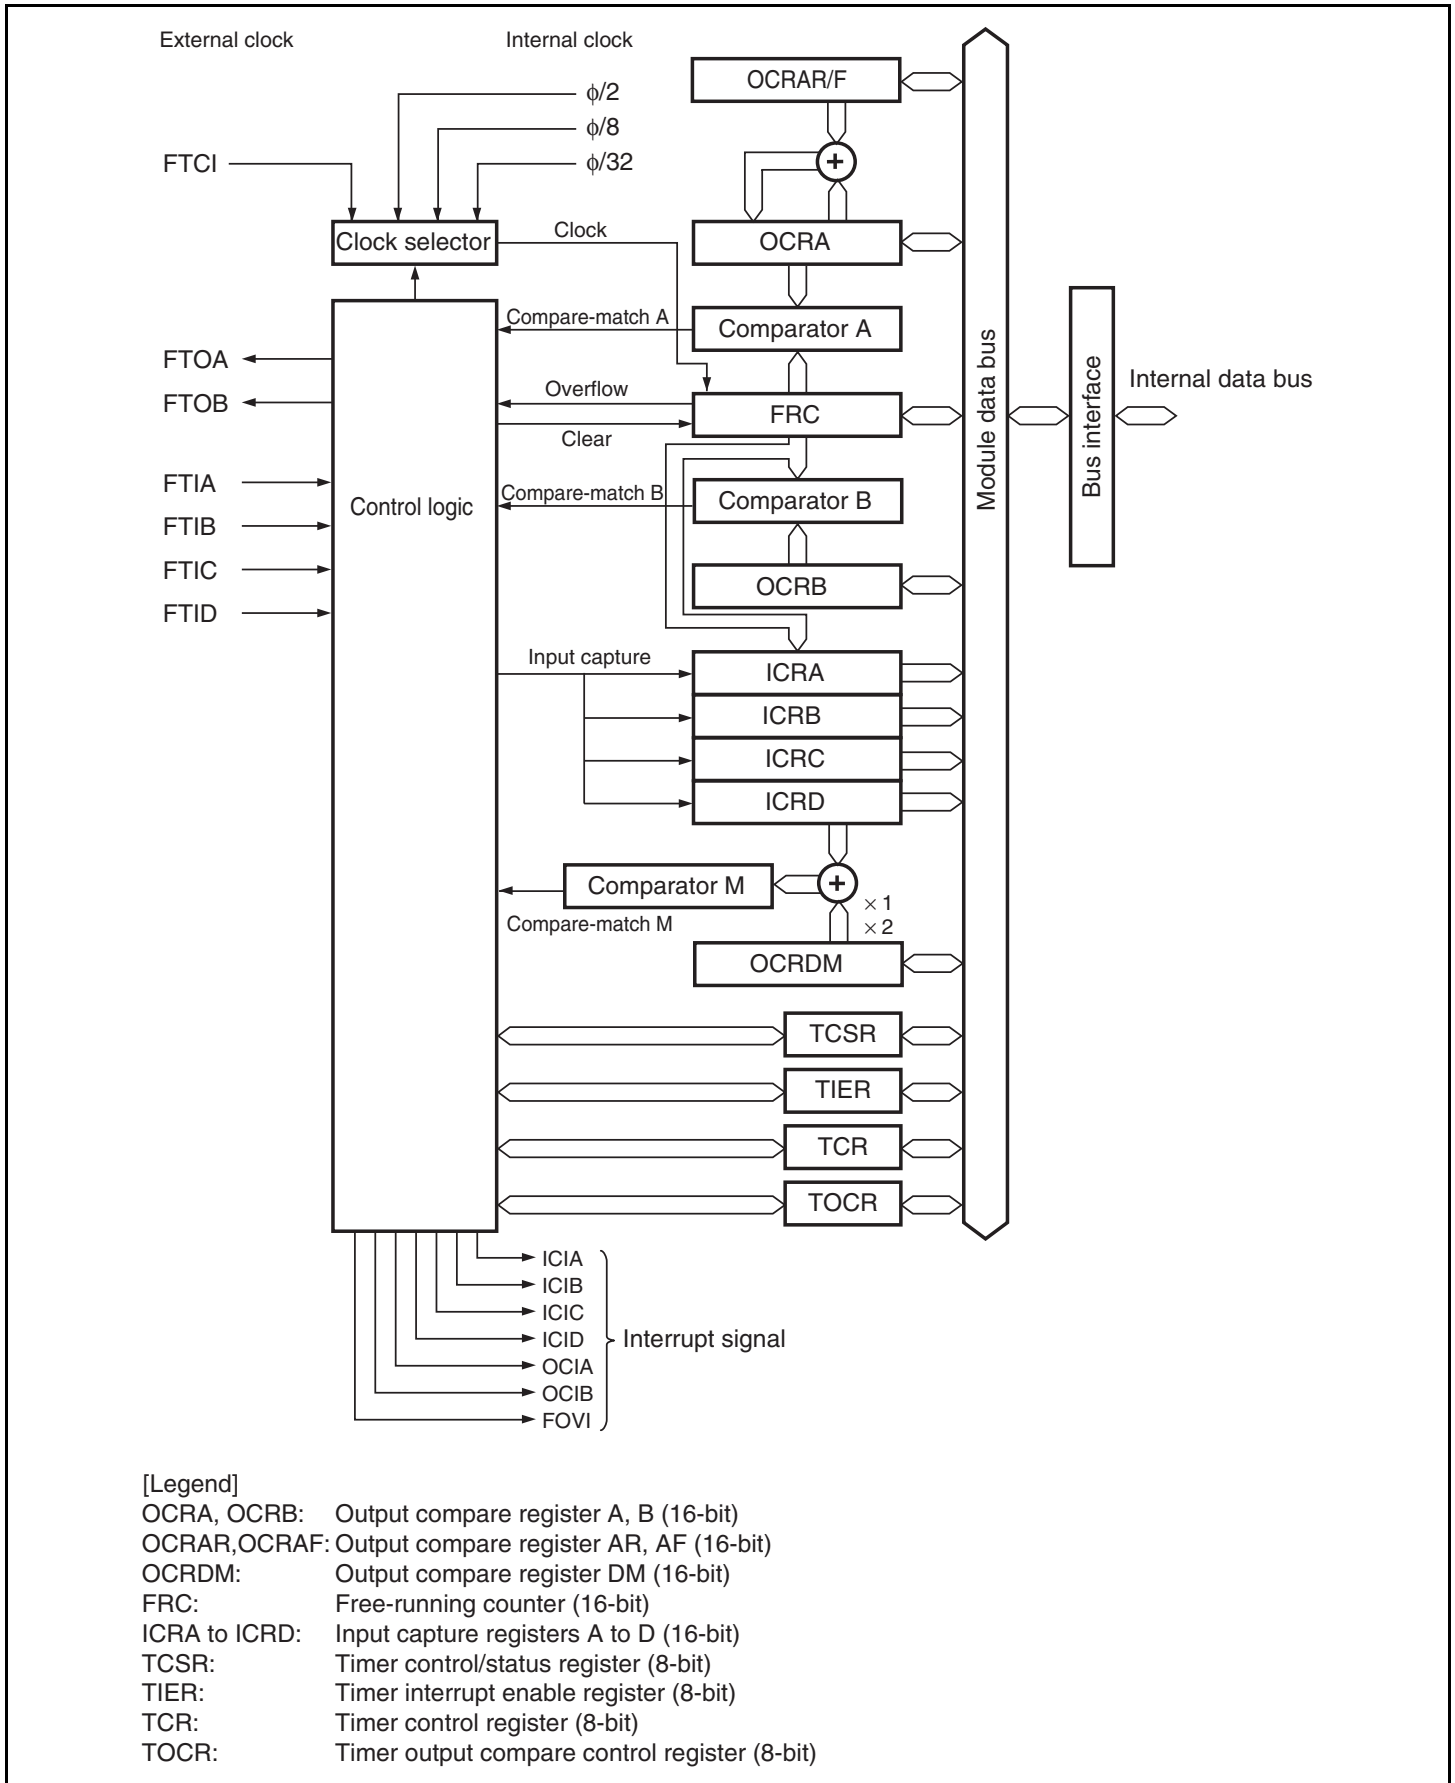 External clock
Internal clock
ϕ/2
ϕ/8
ϕ/32
FTCI
OCRAR/F
+
Clock selector
Clock
OCRA
Compare-match A
Comparator A
FTOA
FTOB
Overflow
FRC
Clear
Module data bus
Bus interface
Internal data bus
FTIA
FTIB
FTIC
FTID
Control logic
Compare-match B
Comparator B
OCRB
Input capture
ICRA
ICRB
ICRC
ICRD
Comparator M
+
× 1
× 2
Compare-match M
OCRDM
TCSR
TIER
TCR
TOCR
ICIA
ICIB
ICIC
ICID
OCIA
OCIB
FOVI
Interrupt signal
[Legend]
OCRA, OCRB: Output compare register A, B (16-bit)
OCRAR,OCRAF: Output compare register AR, AF (16-bit)
OCRDM: Output compare register DM (16-bit)
FRC: Free-running counter (16-bit)
ICRA to ICRD: Input capture registers A to D (16-bit)
TCSR: Timer control/status register (8-bit)
TIER: Timer interrupt enable register (8-bit)
TCR: Timer control register (8-bit)
TOCR: Timer output compare control register (8-bit)